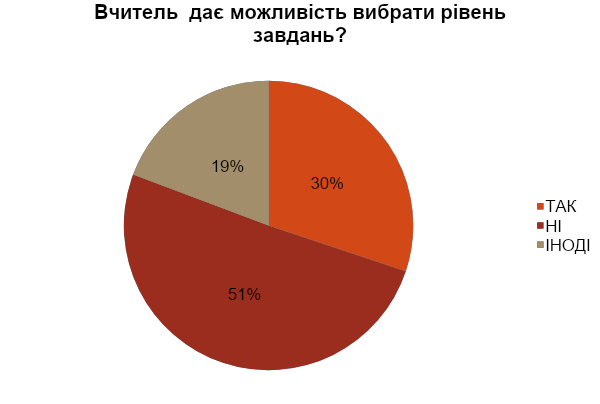 Вчитель  дає можливість вибрати рівень
завдань?
19%
30%
51%
ТАК
НІ
ІНОДІ